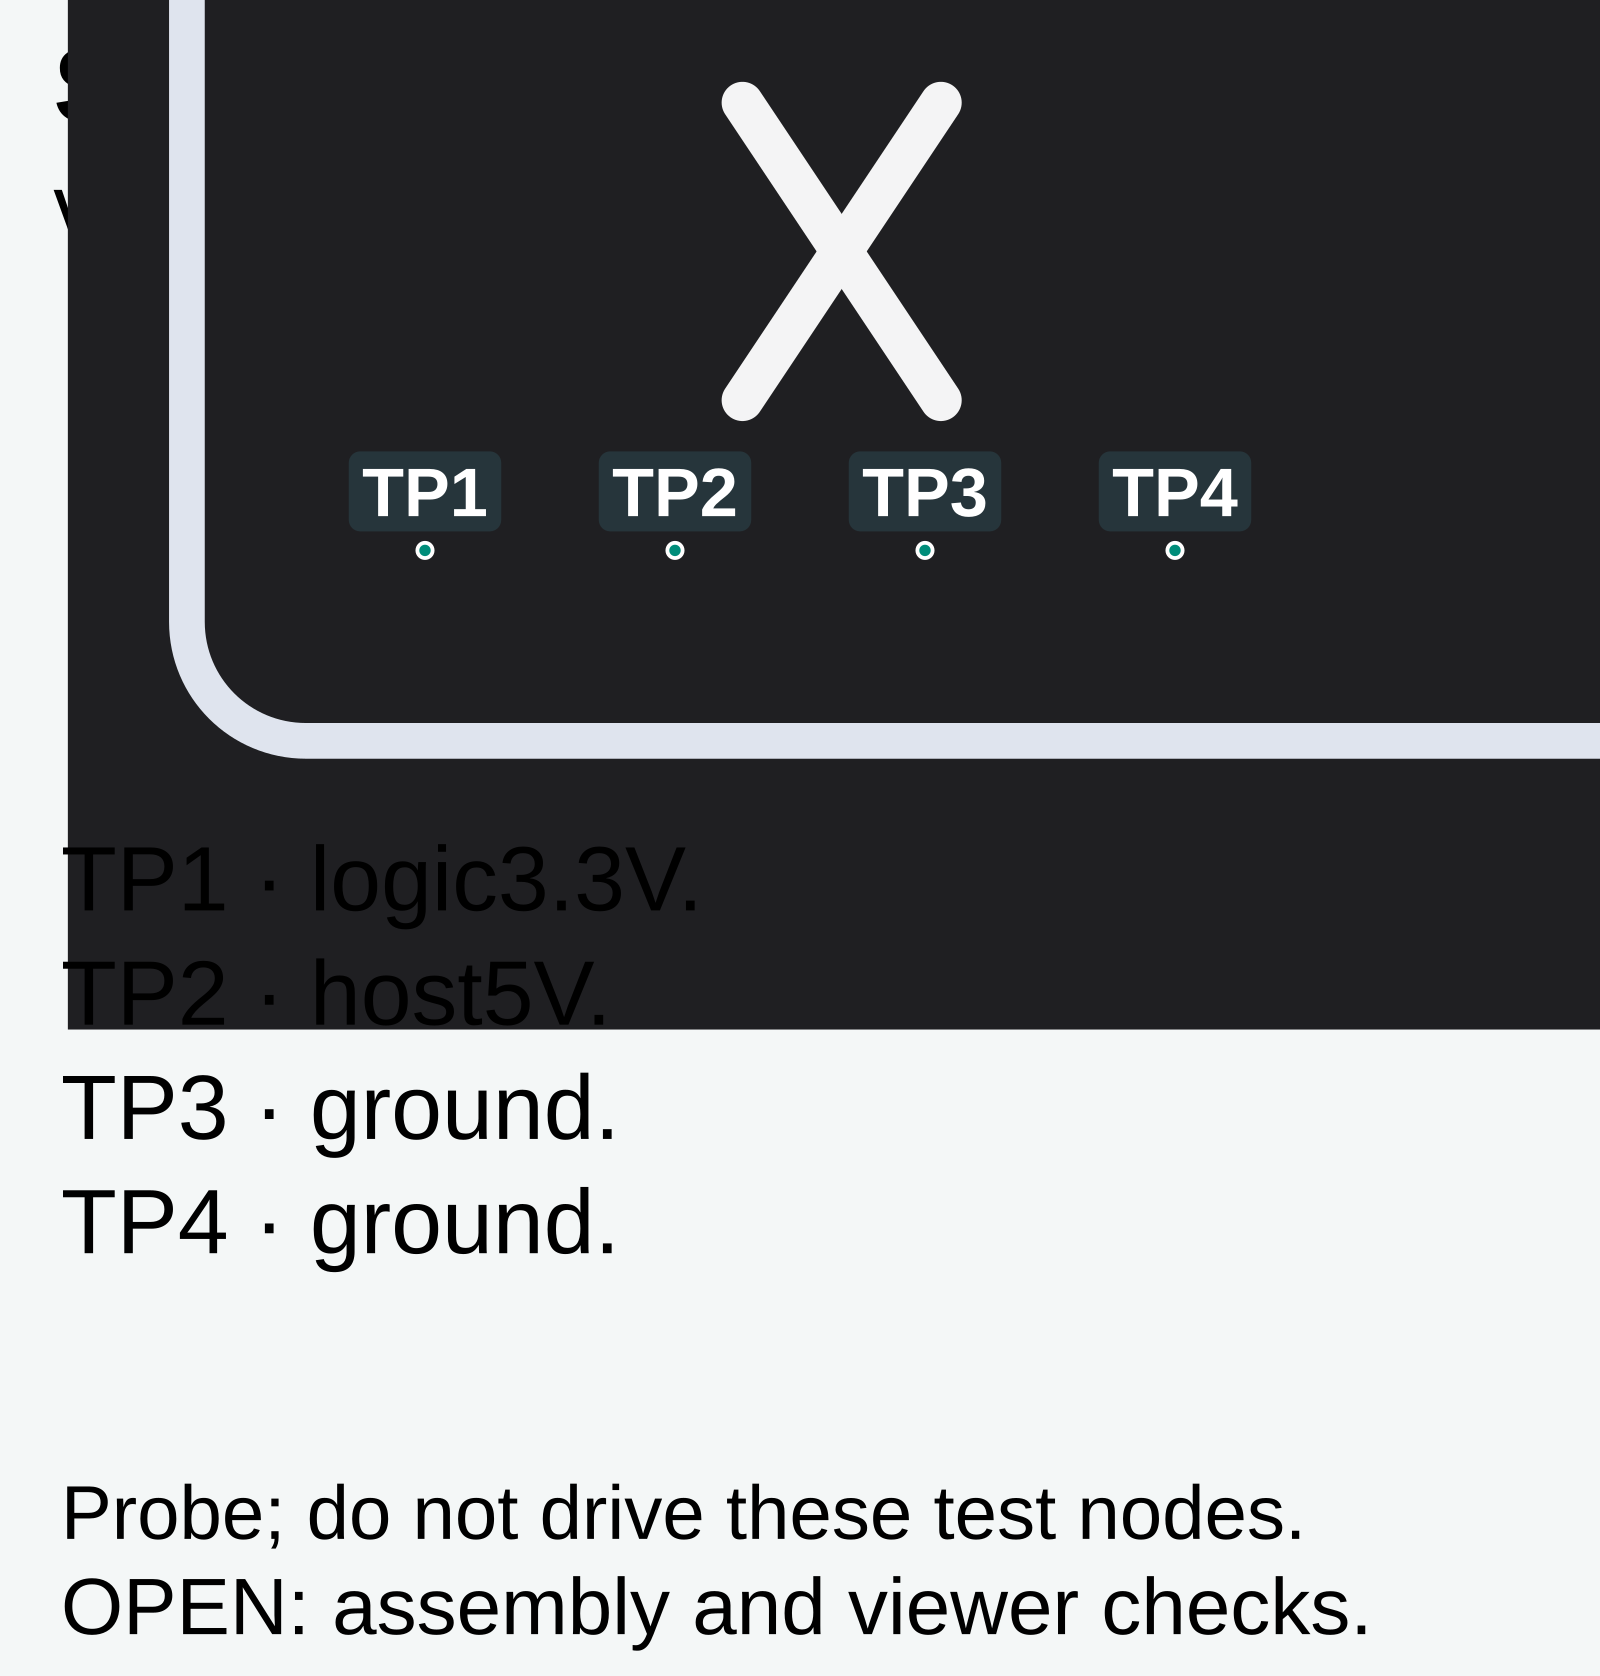 X
TP1 TP2 TP3 TP4
TP1 · logic3.3V.
TP2 · host5V.
TP3 · ground.
TP4 · ground.
Probe; do not drive these test nodes.
OPEN: assembly and viewer checks.